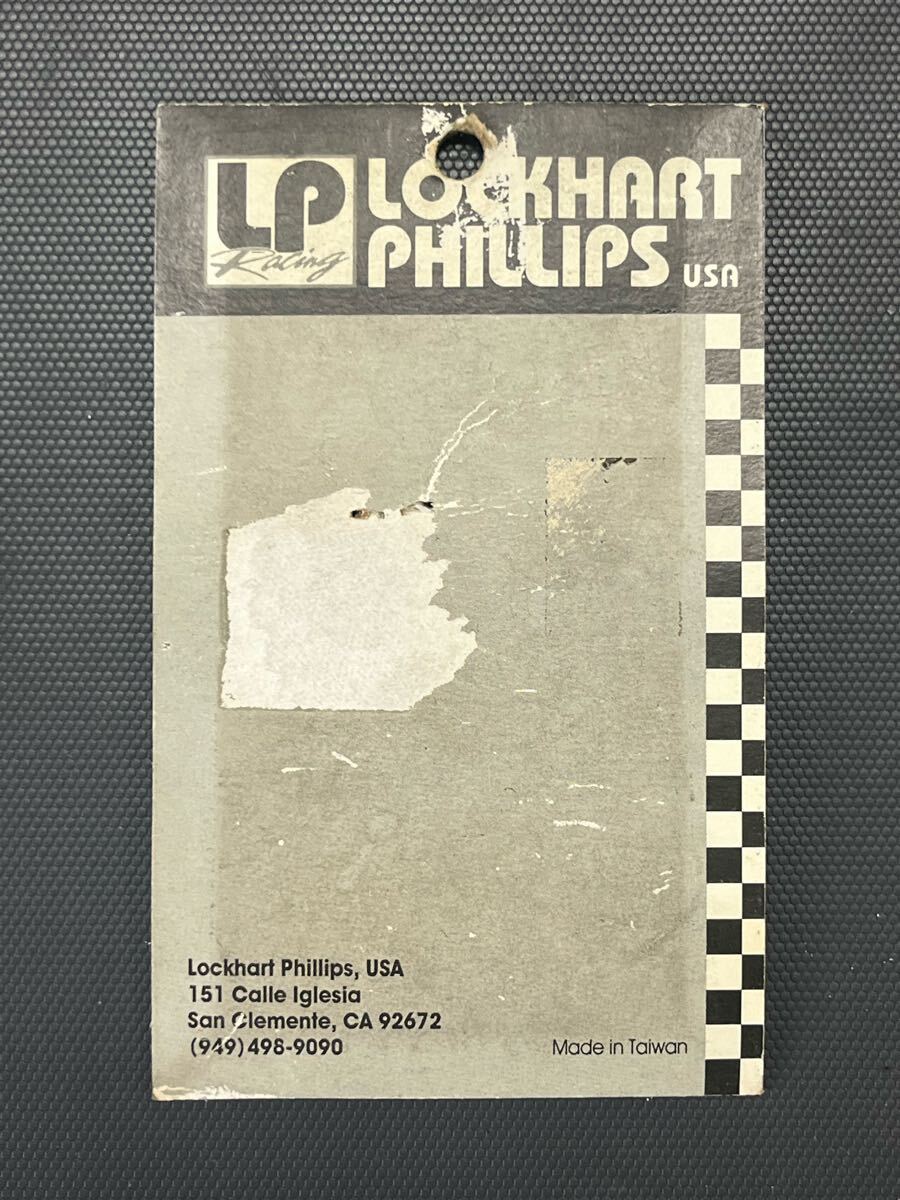 LP
Racing
LOCKHART
PHILLIPS USA
Lockhart Phillips, USA
151 Calle Iglesia
San Clemente, CA 92672
(949) 498-9090
Made in Taiwan